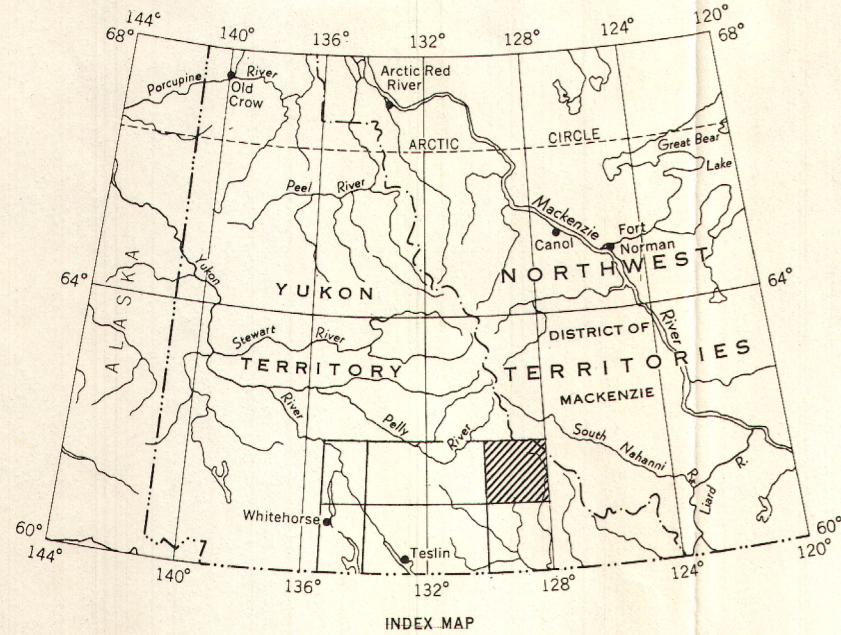 144°
140°
136°
132°
128°
124°
120°
68°
68°
Porcupine River
Old
Crow
Arctic Red
River
ARCTIC CIRCLE
Great Bear
Lake
Peel River
Mackenzie
Canol
Fort
Norman
Yukon
64°
64°
ALASKA
YUKON
NORTHWEST
Stewart River
DISTRICT OF
River
TERRITORY
TERRITORIES
MACKENZIE
River
Pelly River
South Nahanni R.
Liard R.
Whitehorse
Teslin
60°
60°
144°
140°
136°
132°
128°
124°
120°
INDEX MAP